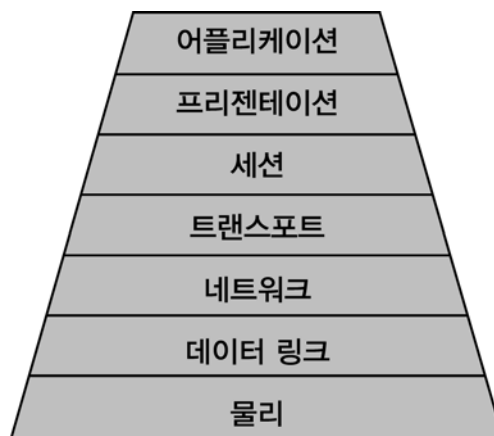 어플리케이션
프리젠테이션
세션
트랜스포트
네트워크
데이터 링크
물리